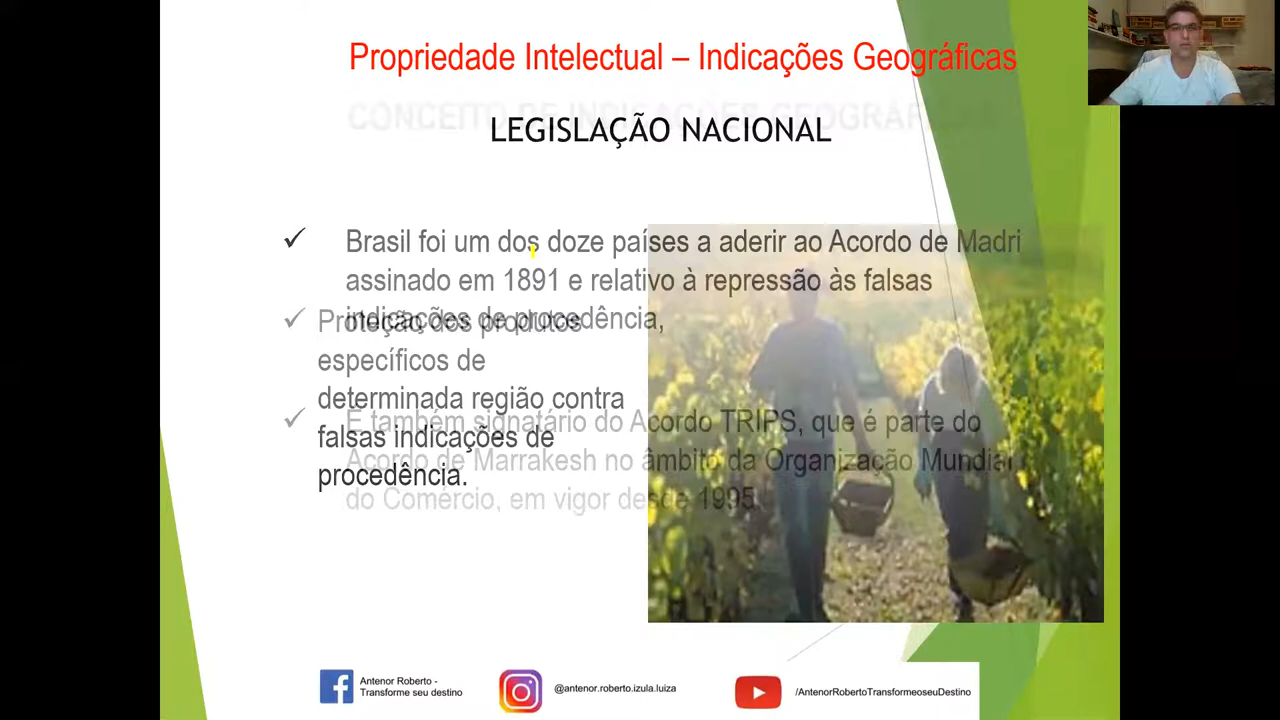 Propriedade Intelectual – Indicações Geográficas
CONCEITO DE INDICAÇÕES GEOGRÁFICAS
LEGISLAÇÃO NACIONAL
✓ Brasil foi um dos doze países a aderir ao Acordo de Madri
assinado em 1891 e relativo à repressão às falsas
indicações de procedência,
✓ Proteção dos produtos
específicos de
determinada região contra
falsas indicações de
procedência.
✓ É também signatário do Acordo TRIPS, que é parte do
Acordo de Marrakesh no âmbito da Organização Mundial
do Comércio, em vigor desde 1995
Antenor Roberto -
Transforme seu destino
@antenor.roberto.izula.luiza
/AntenorRobertoTransformeoseuDestino